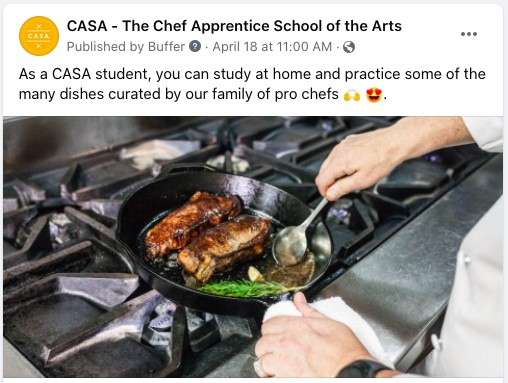 CASA - The Chef Apprentice School of the Arts
CASA
Published by Buffer · April 18 at 11:00 AM ·
As a CASA student, you can study at home and practice some of the
many dishes curated by our family of pro chefs 🙌 😍.